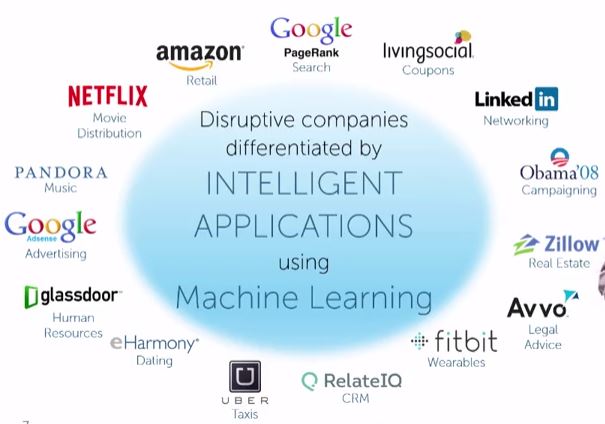 Google
PageRank
Search
amazon
Retail
livingsocial.
Coupons
NETFLIX
Movie
Distribution
Linked in
Networking
PANDORA
Music
Obama'08
Campaigning
Google
Adsense
Advertising
Zillow
Real Estate
glassdoor
Human
Resources
Avvo
Legal
Advice
eHarmony
Dating
fitbit
Wearables
U
UBER
Taxis
RelateIQ
CRM
Disruptive companies
differentiated by
INTELLIGENT
APPLICATIONS
using
Machine Learning